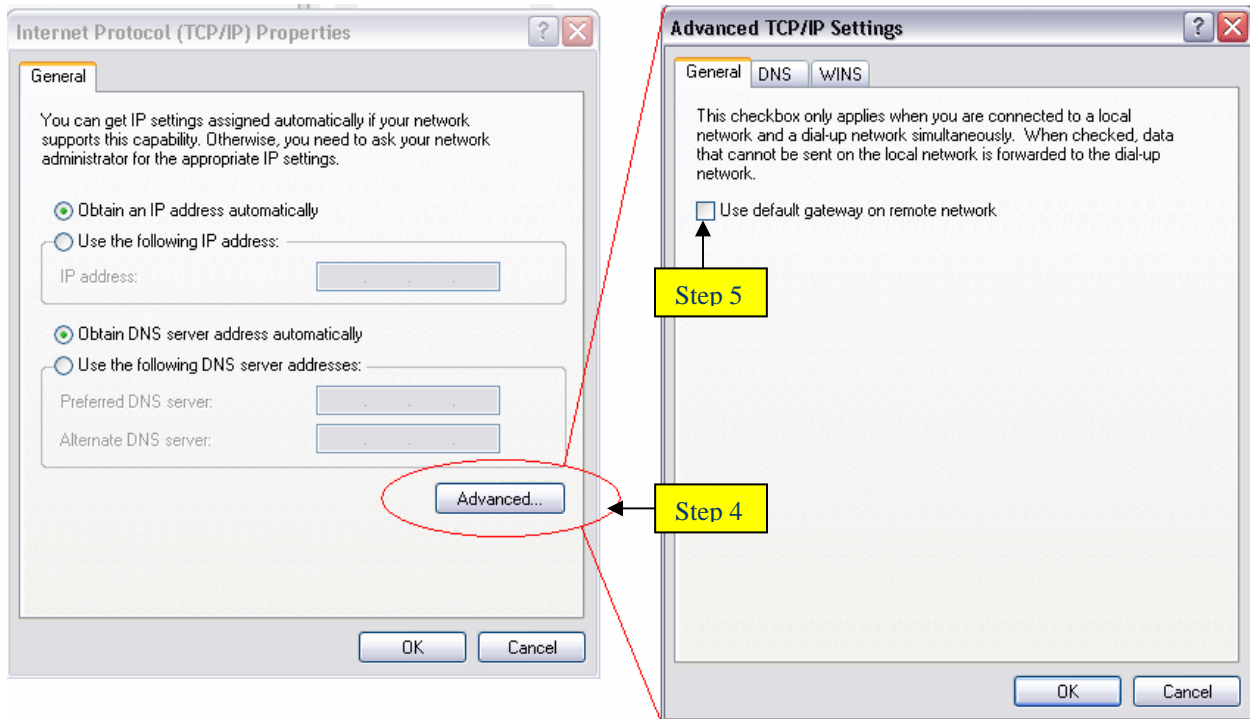 Internet Protocol (TCP/IP) Properties
General
You can get IP settings assigned automatically if your network
supports this capability. Otherwise, you need to ask your network
administrator for the appropriate IP settings.
Obtain an IP address automatically
Use the following IP address:
IP address:
Obtain DNS server address automatically
Use the following DNS server addresses:
Preferred DNS server:
Alternate DNS server:
Advanced...
OK
Cancel
Advanced TCP/IP Settings
General
DNS
WINS
This checkbox only applies when you are connected to a local
network and a dial-up network simultaneously. When checked, data
that cannot be sent on the local network is forwarded to the dial-up
network.
Use default gateway on remote network
Step 5
Step 4
OK
Cancel